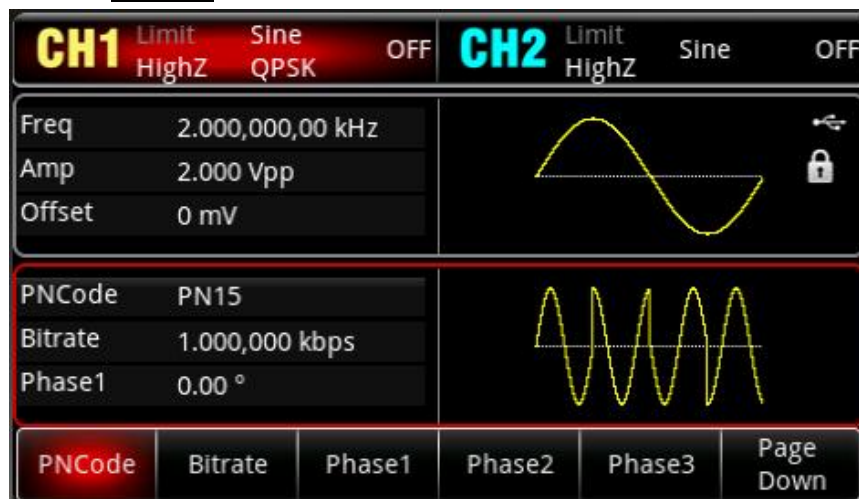 CH1 Limit Sine OFF CH2 Limit Sine OFF
HighZ QPSK HighZ
Freq 2.000,000,00 kHz
Amp 2.000 Vpp
Offset 0 mV
PNCode PN15
Bitrate 1.000,000 kbps
Phase1 0.00 °
PNCode Bitrate Phase1 Phase2 Phase3 Page
Down